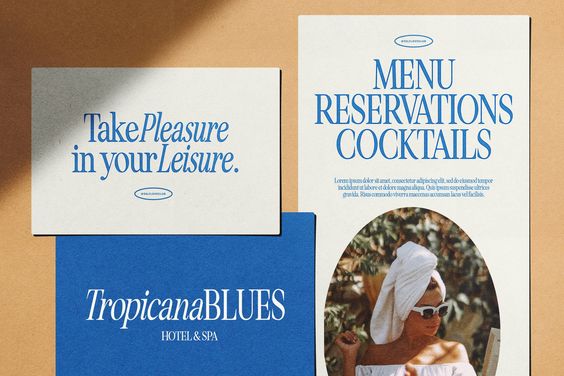 Take Pleasure
in your Leisure.
TropicanaBLUES
HOTEL & SPA
MENU
RESERVATIONS
COCKTAILS
Lorem ipsum dolor sit amet, consectetur adipiscing elit, sed do eiusmod tempor
incididunt ut labore et dolore magna aliqua. Quis ipsum suspendisse ultrices
gravida. Risus commodo viverra maecenas accumsan lacus vel facilisis.